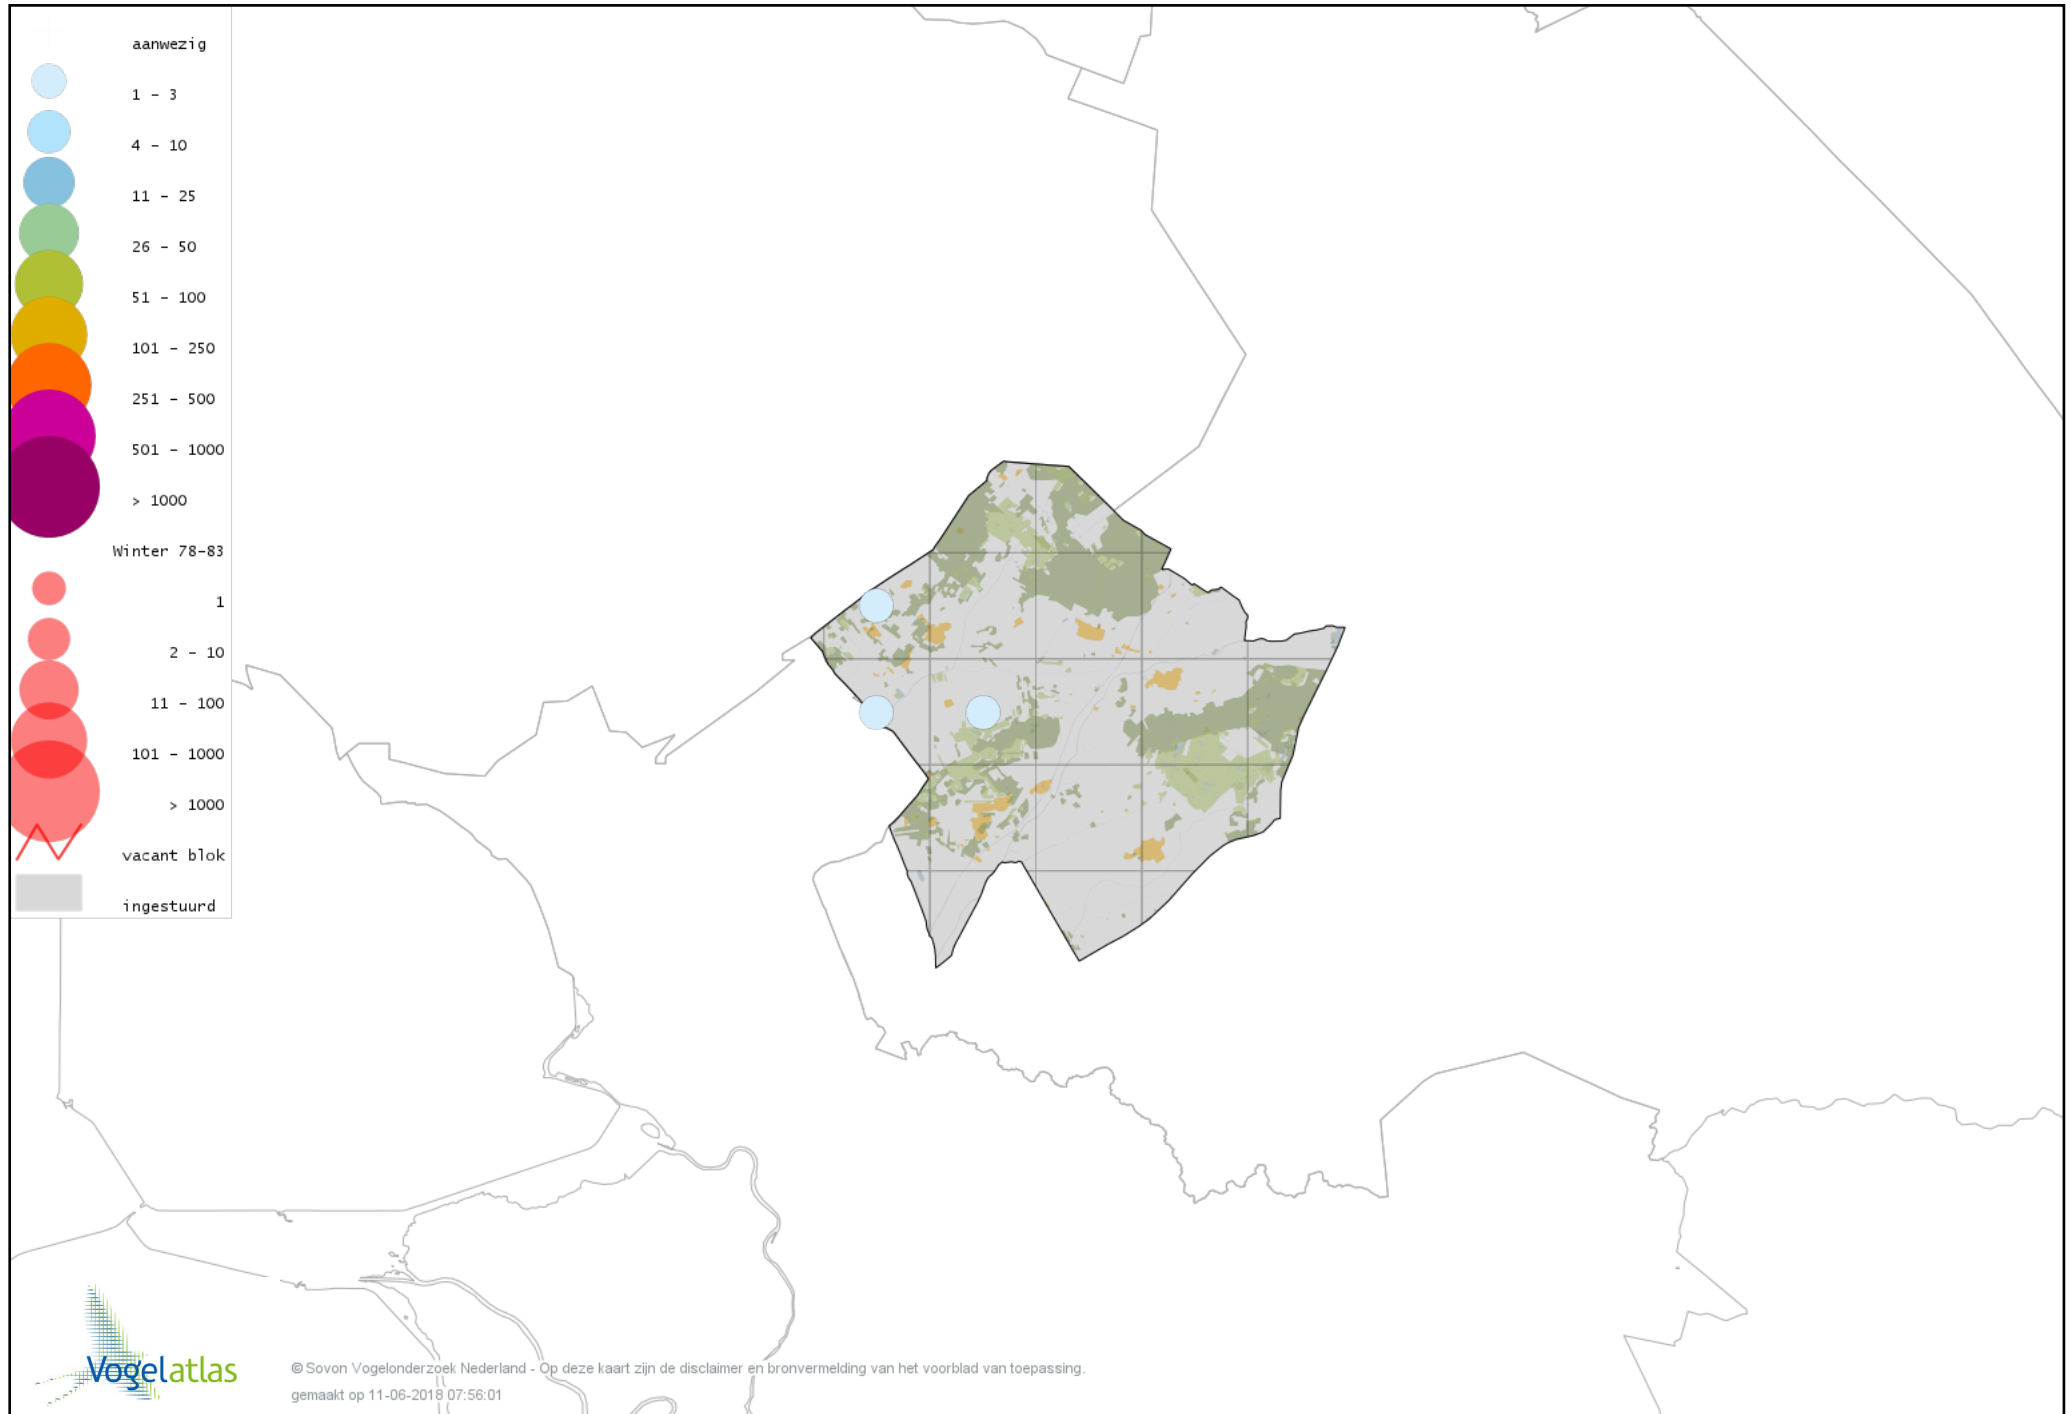 aanwezig
1 – 3
4 – 10
11 – 25
26 – 50
51 – 100
101 – 250
251 – 500
501 – 1000
> 1000
Winter 78–83
1
2 – 10
11 – 100
101 – 1000
> 1000
vacant blok
ingestuurd
Vogelatlas
© Sovon Vogelonderzoek Nederland - Op deze kaart zijn de disclaimer en bronvermelding van het voorblad van toepassing.
gemaakt op 11-06-2018 07:56:01